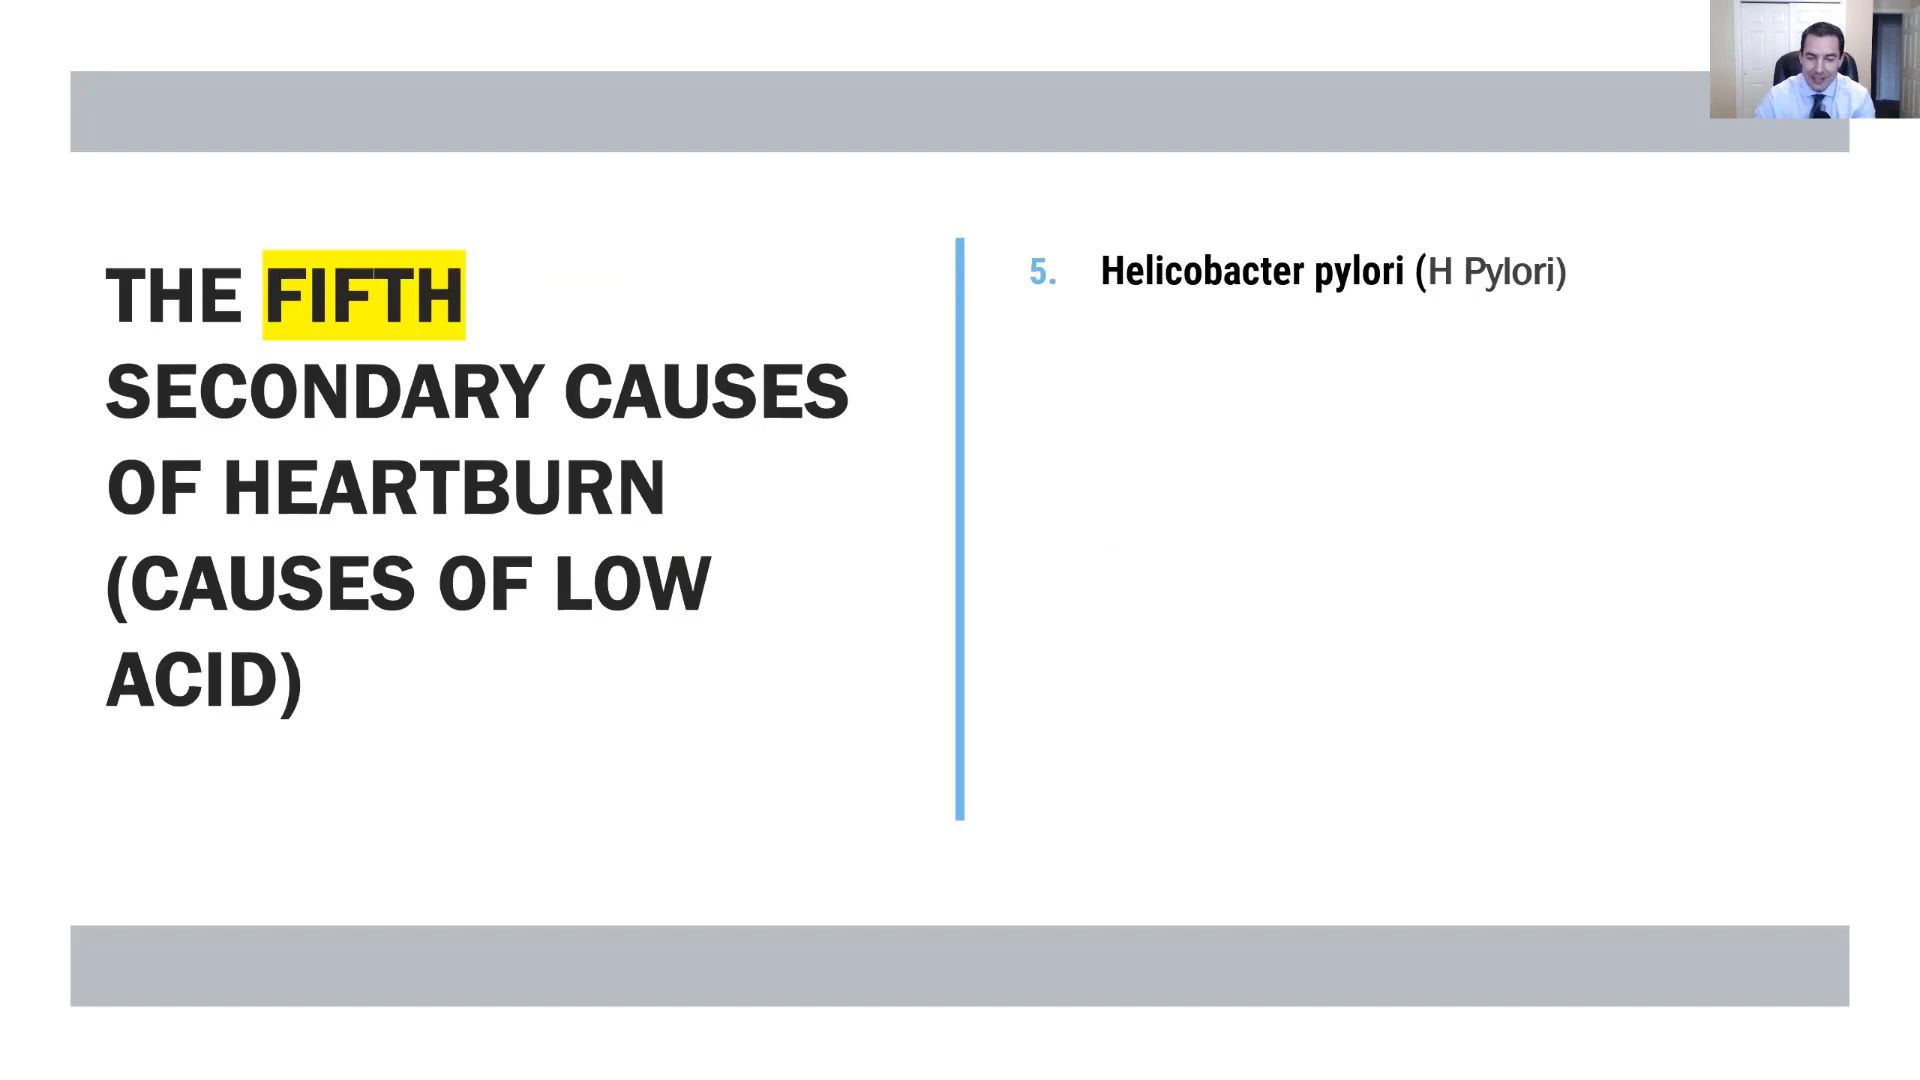 THE FIFTH
SECONDARY CAUSES
OF HEARTBURN
(CAUSES OF LOW
ACID)
5. Helicobacter pylori (H Pylori)